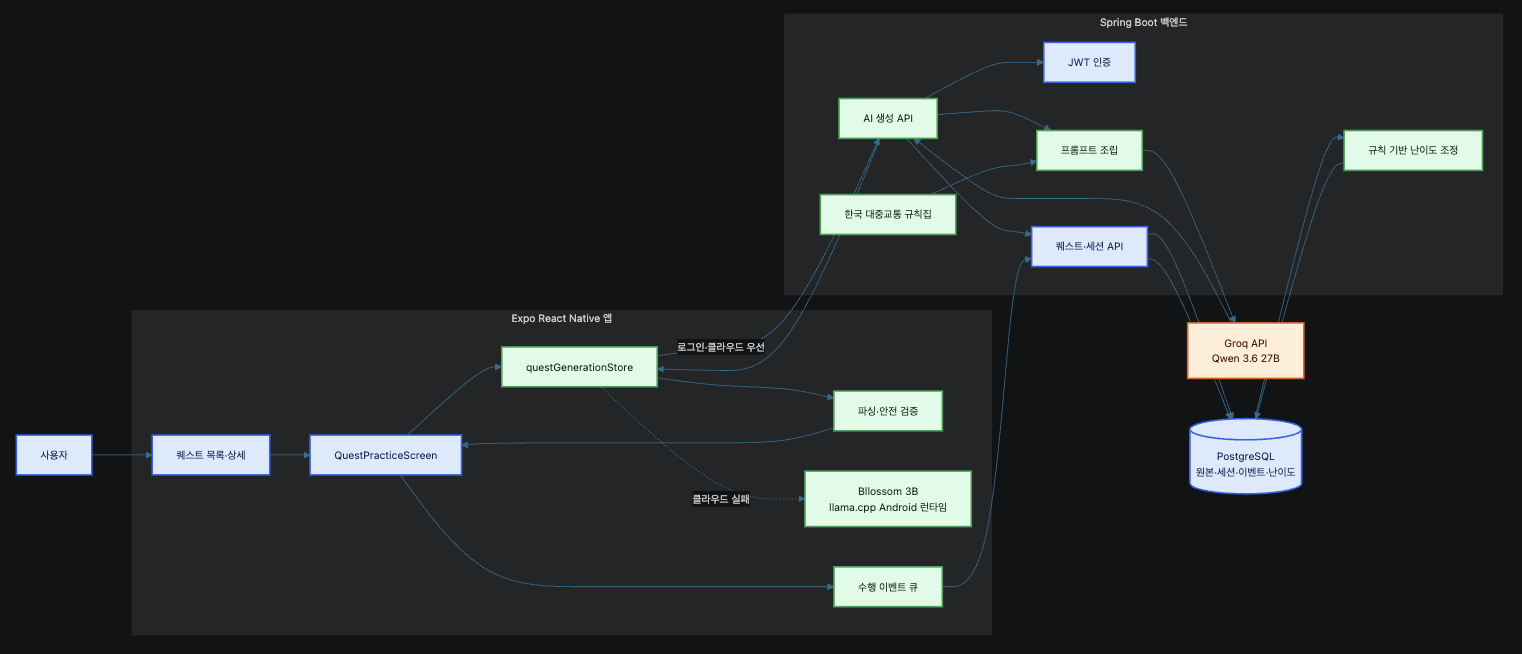 Spring Boot 백엔드
JWT 인증
AI 생성 API
프롬프트 조립
규칙 기반 난이도 조정
한국 대중교통 규칙집
퀘스트·세션 API
Expo React Native 앱
Groq API
Qwen 3.6 27B
로그인·클라우드 우선
questGenerationStore
파싱·안전 검증
사용자
퀘스트 목록·상세
QuestPracticeScreen
PostgreSQL
원본·세션·이벤트·난이도
클라우드 실패
Bllossom 3B
llama.cpp Android 런타임
수행 이벤트 큐